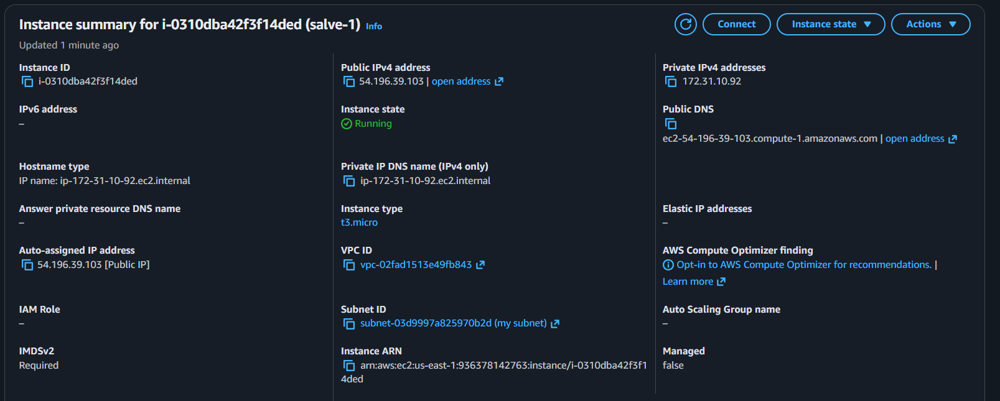 Instance summary for i-0310dba42f3f14ded (salve-1) Info
Connect
Instance state
Actions
Updated 1 minute ago
Instance ID
i-0310dba42f3f14ded
Public IPv4 address
54.196.39.103 | open address
Private IPv4 addresses
172.31.10.92
IPv6 address
–
Instance state
Running
Public DNS
ec2-54-196-39-103.compute-1.amazonaws.com | open address
Hostname type
IP name: ip-172-31-10-92.ec2.internal
Private IP DNS name (IPv4 only)
ip-172-31-10-92.ec2.internal
Answer private resource DNS name
–
Instance type
t3.micro
Elastic IP addresses
–
Auto-assigned IP address
54.196.39.103 [Public IP]
VPC ID
vpc-02fad1513e49fb843
AWS Compute Optimizer finding
Opt-in to AWS Compute Optimizer for recommendations. |
Learn more
IAM Role
–
Subnet ID
subnet-03d9997a825970b2d (my subnet)
Auto Scaling Group name
–
IMDSv2
Required
Instance ARN
arn:aws:ec2:us-east-1:936378142763:instance/i-0310dba42f3f1
4ded
Managed
false